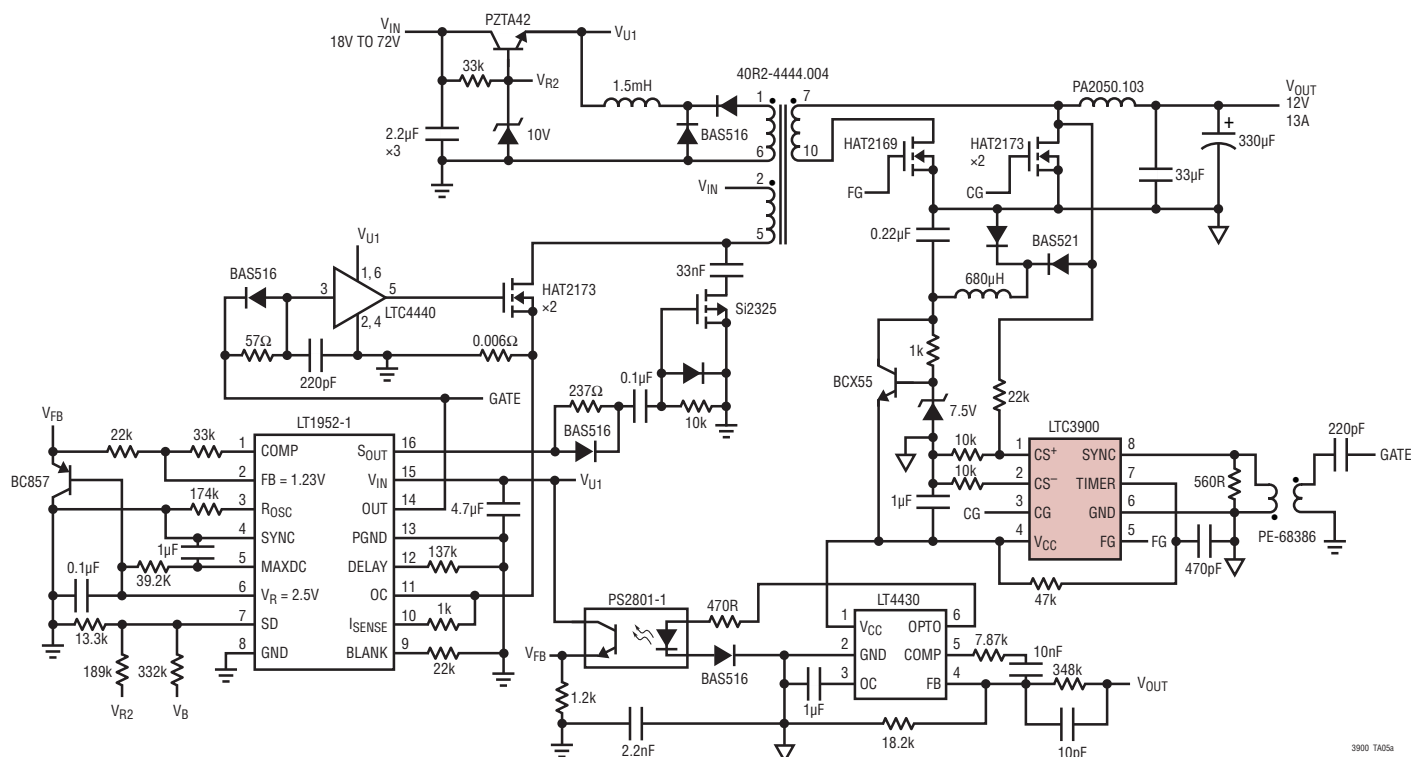 V_IN
18V TO 72V
PZTA42
V_U1
33k
V_R2
2.2µF
×3
10V
1.5mH
BAS516
40R2-4444.004
1
7
6
10
2
V_IN
5
PA2050.103
V_OUT
12V
13A
HAT2169
HAT2173
×2
FG
CG
33µF
+
330µF
0.22µF
BAS521
680µH
V_U1
BAS516
3
1, 6
5
LTC4440
2, 4
HAT2173
×2
33nF
Si2325
57Ω
220pF
0.006Ω
GATE
237Ω
0.1µF
BAS516
10k
1k
BCX55
7.5V
22k
10k
10k
1µF
CG
LTC3900
1
CS+
2
CS–
3
CG
4
V_CC
SYNC
8
TIMER
7
GND
6
FG
5
FG
560R
220pF
GATE
PE-68386
470pF
47k
V_FB
22k
33k
BC857
174k
1µF
39.2K
0.1µF
13.3k
189k
332k
V_R2
V_B
LT1952-1
1
COMP
2
FB = 1.23V
3
R_OSC
4
SYNC
5
MAXDC
6
V_R = 2.5V
7
SD
8
GND
S_OUT
16
V_IN
15
OUT
14
PGND
13
DELAY
12
OC
11
I_SENSE
10
BLANK
9
V_U1
4.7µF
137k
1k
22k
PS2801-1
470R
V_FB
BAS516
1.2k
2.2nF
1µF
18.2k
LT4430
1
V_CC
2
GND
3
OC
OPTO
6
COMP
5
FB
4
7.87k
10nF
348k
V_OUT
10pF
3900 TA05a